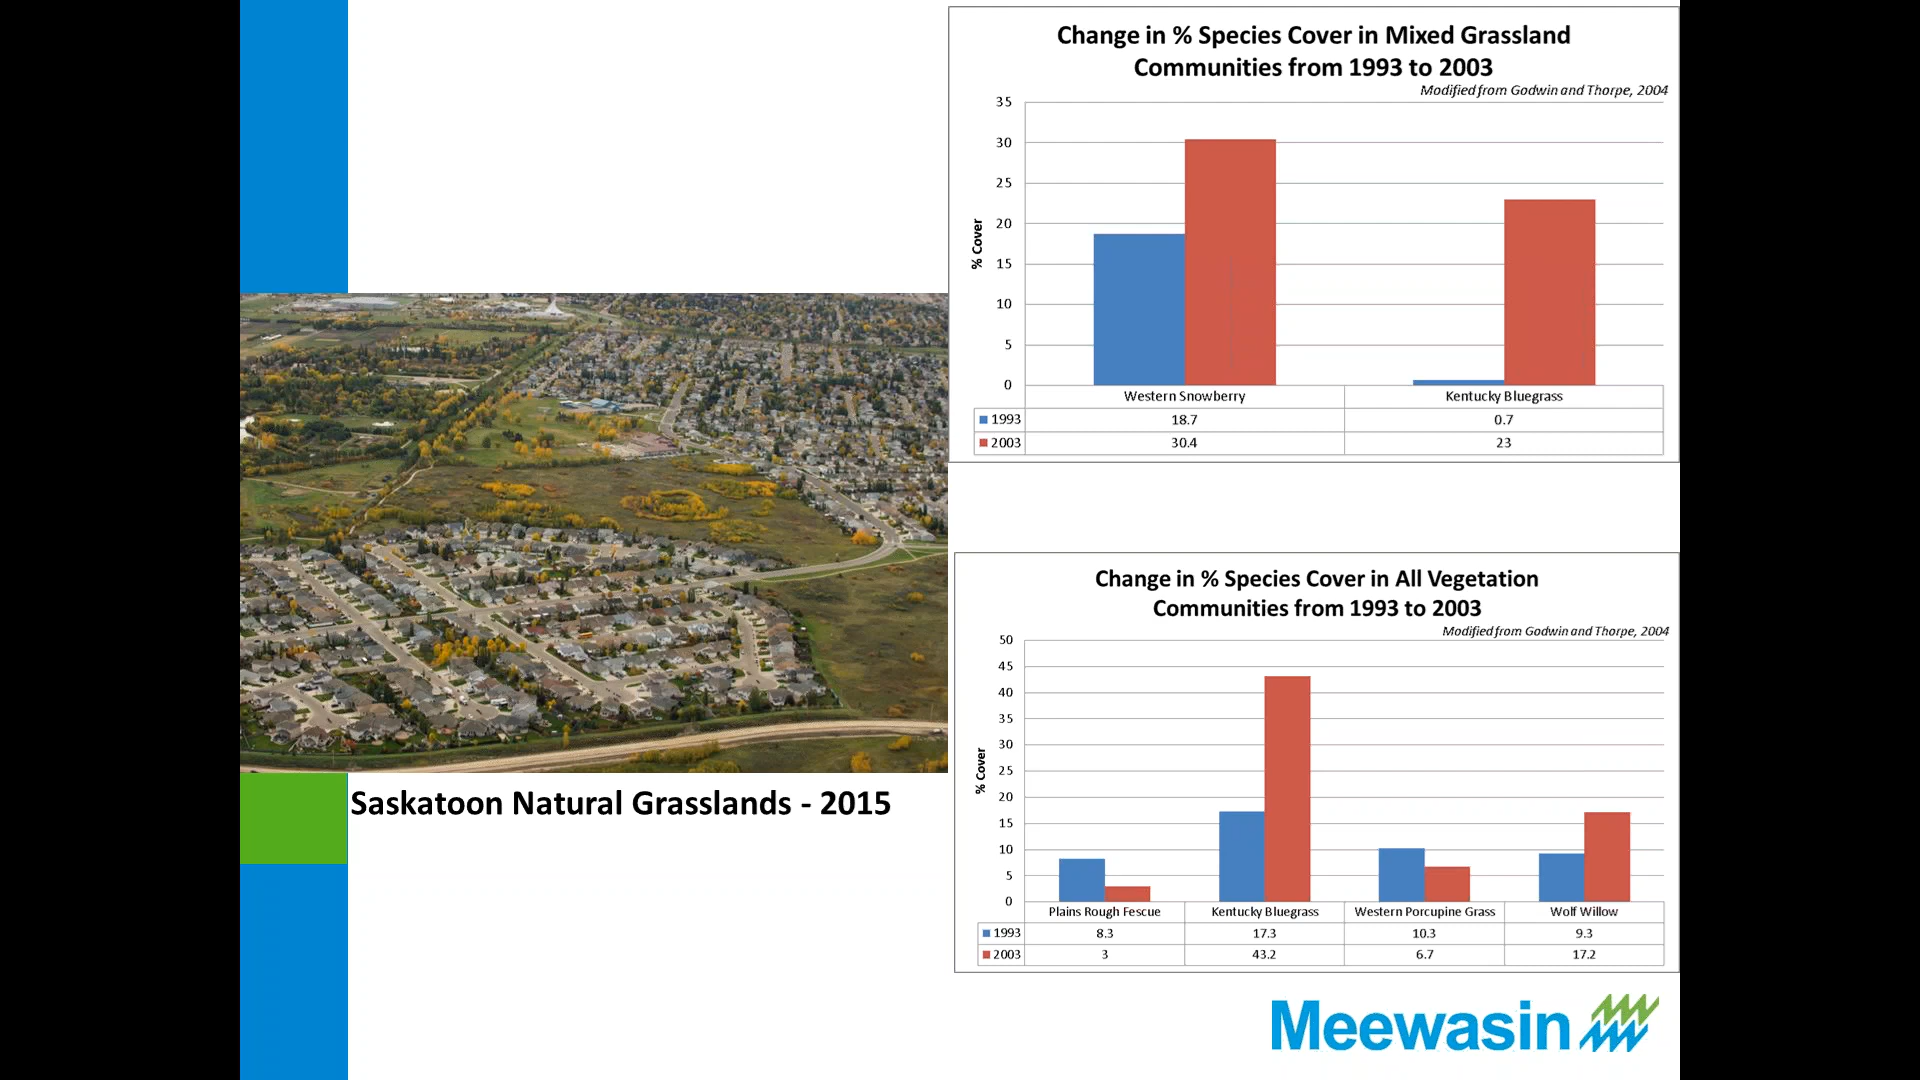 Change in % Species Cover in Mixed Grassland
Communities from 1993 to 2003
Modified from Godwin and Thorpe, 2004
35
30
25
20
15
10
5
0
% Cover
Western Snowberry Kentucky Bluegrass
1993 18.7 0.7
2003 30.4 23
Saskatoon Natural Grasslands - 2015
Change in % Species Cover in All Vegetation
Communities from 1993 to 2003
Modified from Godwin and Thorpe, 2004
50
45
40
35
30
25
20
15
10
5
0
% Cover
Plains Rough Fescue Kentucky Bluegrass Western Porcupine Grass Wolf Willow
1993 8.3 17.3 10.3 9.3
2003 3 43.2 6.7 17.2
Meewasin